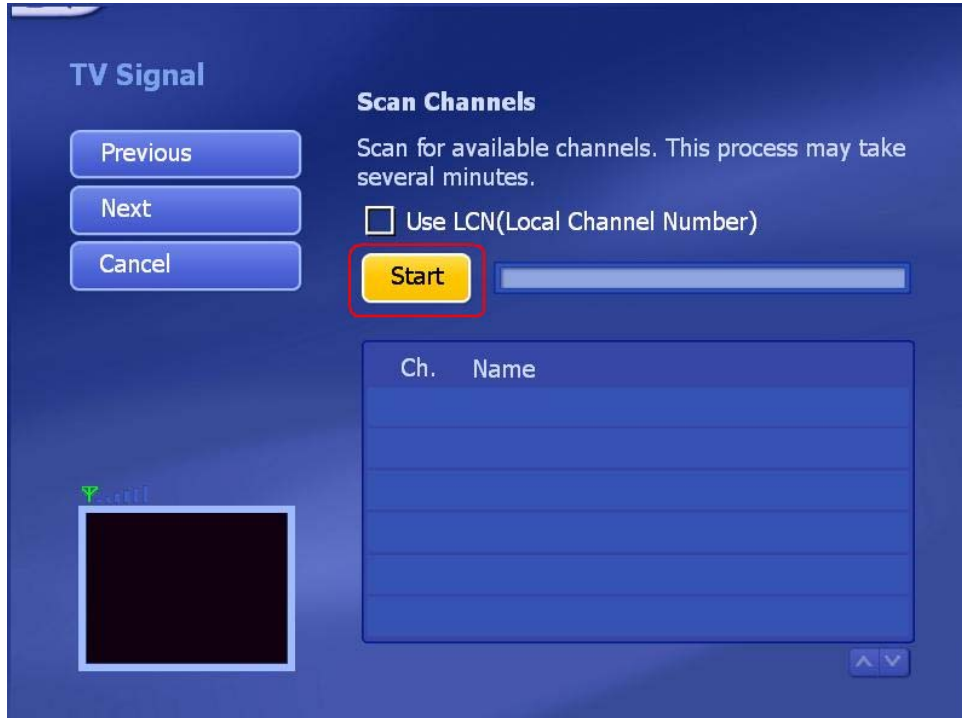 TV Signal
Previous
Next
Cancel
Scan Channels
Scan for available channels. This process may take
several minutes.
Use LCN(Local Channel Number)
Start
Ch. Name